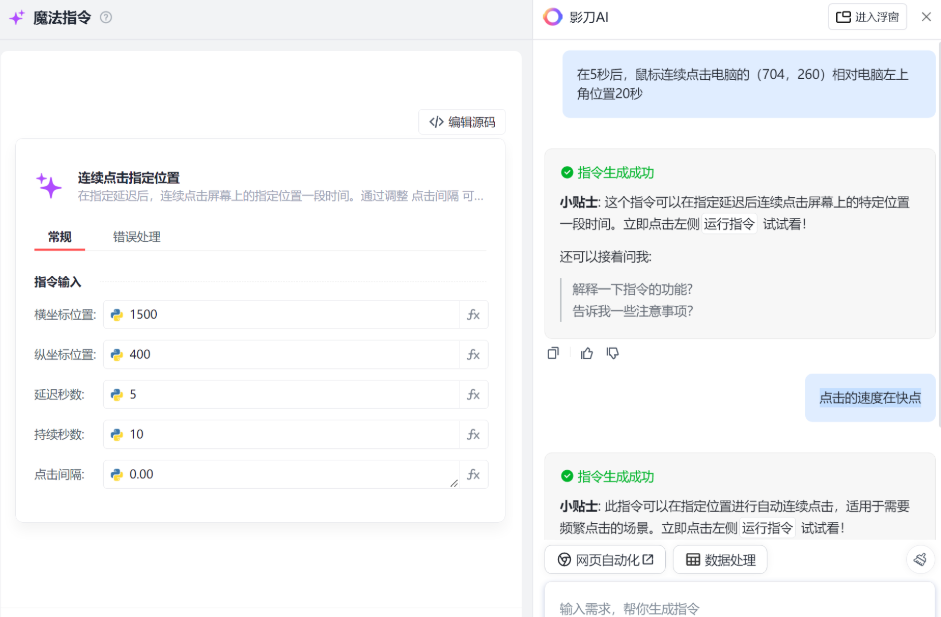 魔法指令
影刀AI
进入浮窗
编辑源码
连续点击指定位置
在指定延迟后，连续点击屏幕上的指定位置一段时间。通过调整 点击间隔 可...
常规
错误处理
指令输入
横坐标位置: 1500 fx
纵坐标位置: 400 fx
延迟秒数: 5 fx
持续秒数: 10 fx
点击间隔: 0.00 fx
在5秒后，鼠标连续点击电脑的（704，260）相对电脑左上
角位置20秒
指令生成成功
小贴士: 这个指令可以在指定延迟后连续点击屏幕上的特定位置
一段时间。立即点击左侧 运行指令 试试看！
还可以接着问我:
解释一下指令的功能?
告诉我一些注意事项?
点击的速度在快点
指令生成成功
小贴士: 此指令可以在指定位置进行自动连续点击，适用于需要
频繁点击的场景。立即点击左侧 运行指令 试试看！
网页自动化
数据处理
输入需求，帮你生成指令